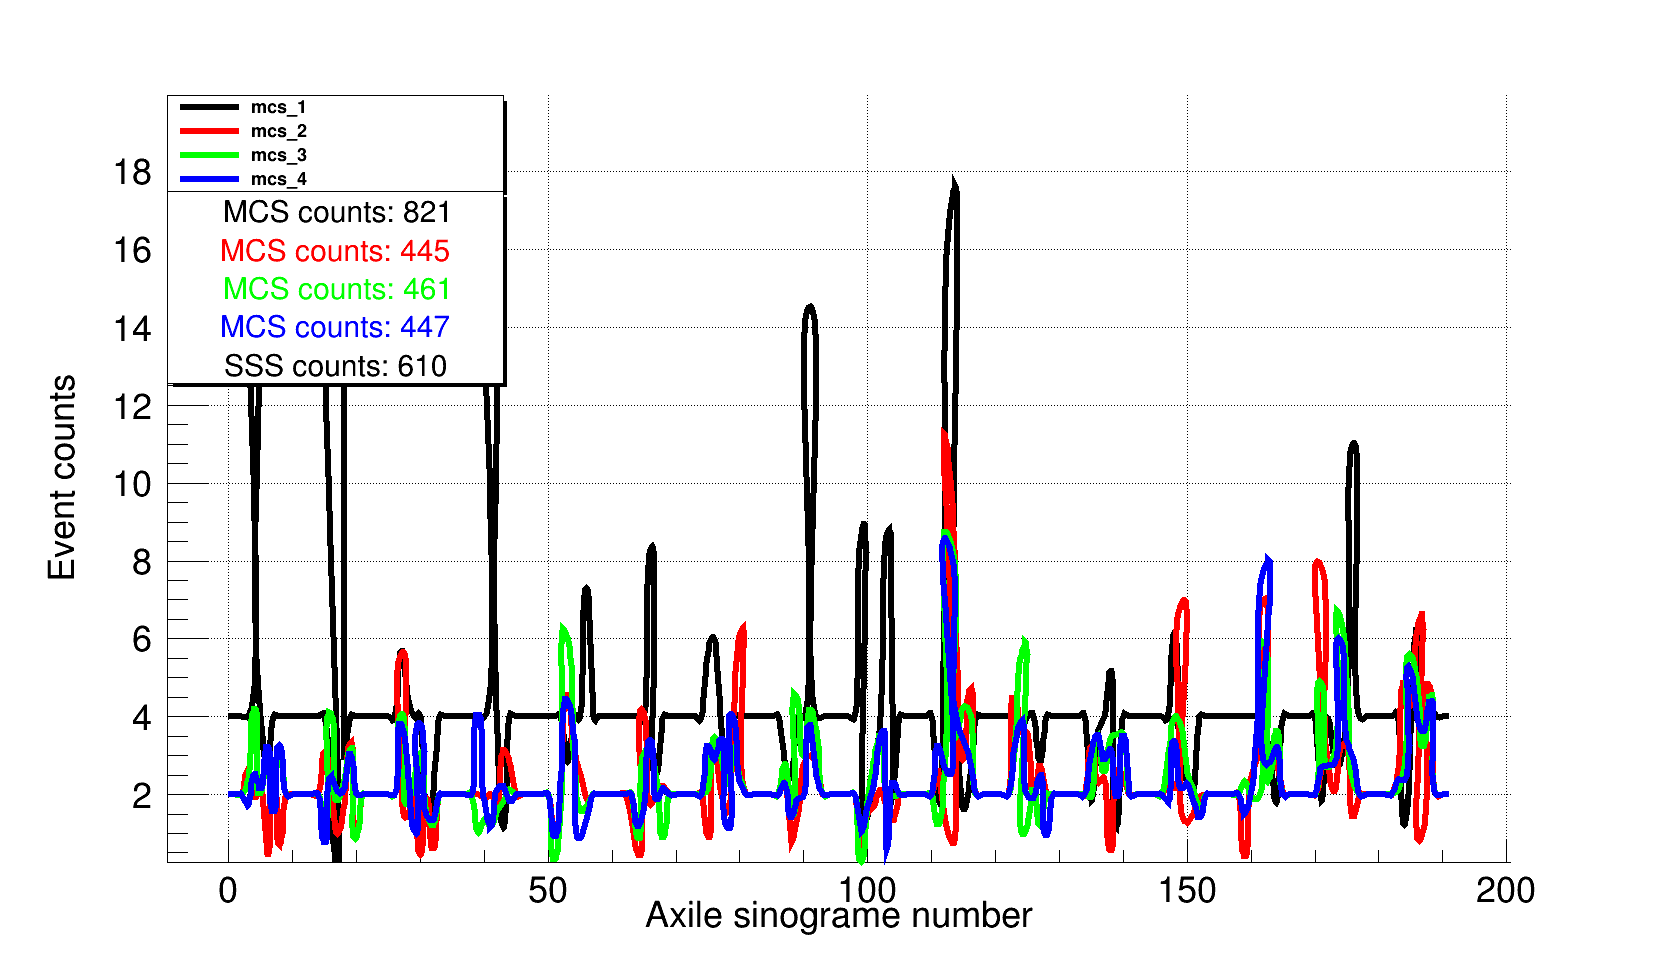 mcs_1
mcs_2
mcs_3
mcs_4
MCS counts: 821
MCS counts: 445
MCS counts: 461
MCS counts: 447
SSS counts: 610
Event counts
18
16
14
12
10
8
6
4
2
0 50 100 150 200
Axile sinograme number